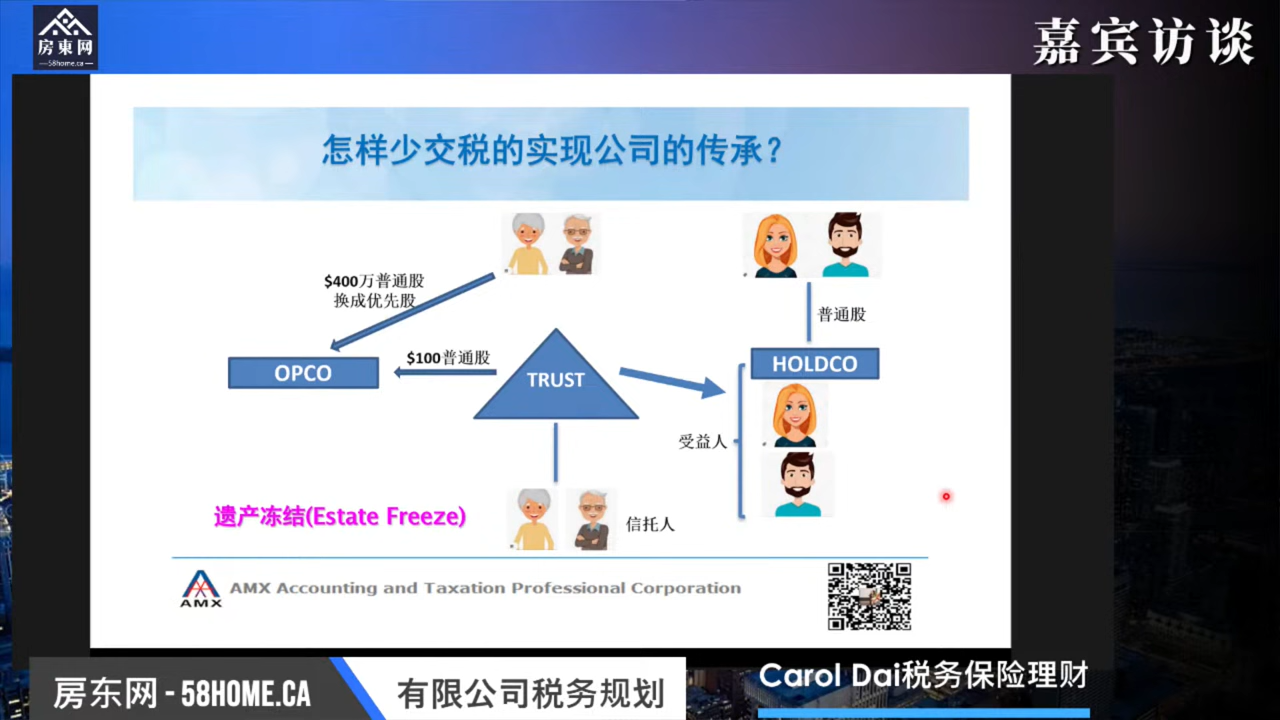 房東网
58home.ca
嘉宾访谈
怎样少交税的实现公司的传承？
$400万普通股
换成优先股
普通股
$100普通股
OPCO
TRUST
HOLDCO
受益人
遗产冻结(Estate Freeze)
信托人
AMX
AMX Accounting and Taxation Professional Corporation
房东网 - 58HOME.CA
有限公司税务规划
Carol Dai税务保险理财